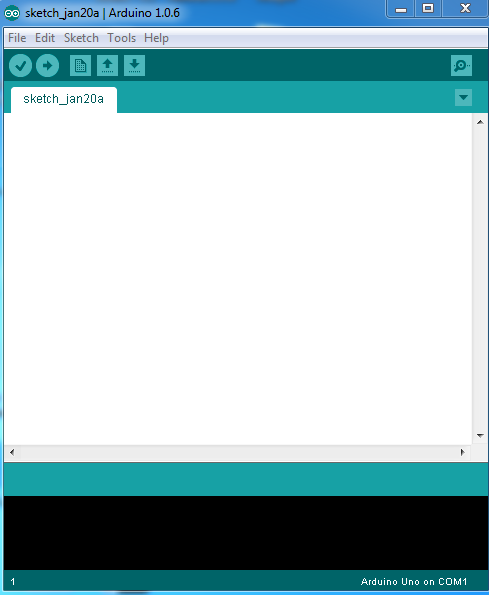 sketch_jan20a | Arduino 1.0.6
File Edit Sketch Tools Help
sketch_jan20a
1 Arduino Uno on COM1